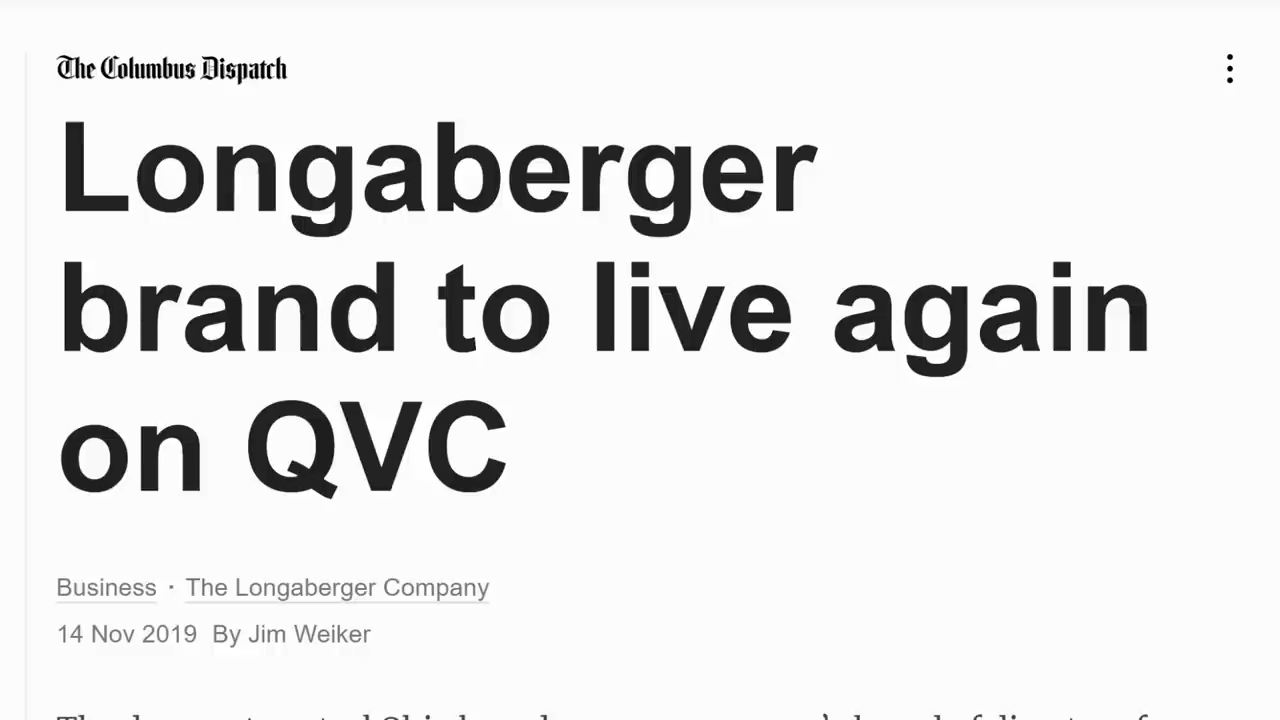 The Columbus Dispatch
Longaberger
brand to live again
on QVC
Business · The Longaberger Company
14 Nov 2019 By Jim Weiker